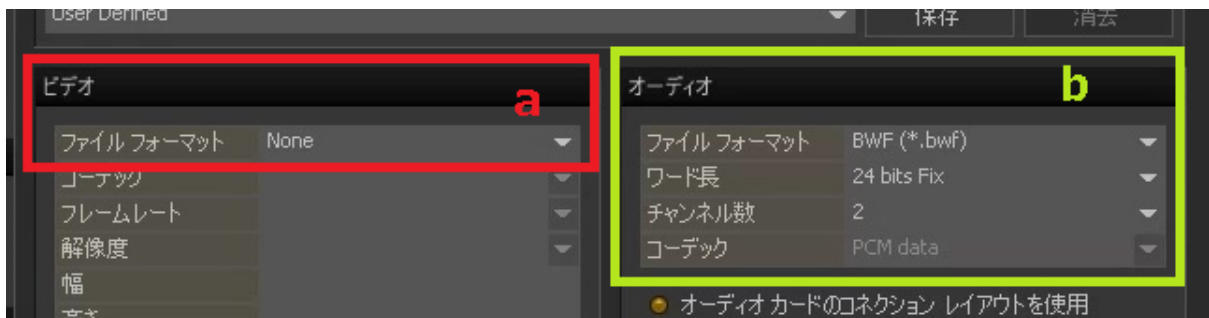 User Defined
保存
消去
ビデオ
a
ファイル フォーマット None
コーデック
フレームレート
解像度
幅
高さ
オーディオ
b
ファイル フォーマット BWF (*.bwf)
ワード長 24 bits Fix
チャンネル数 2
コーデック PCM data
オーディオ カードのコネクション レイアウトを使用